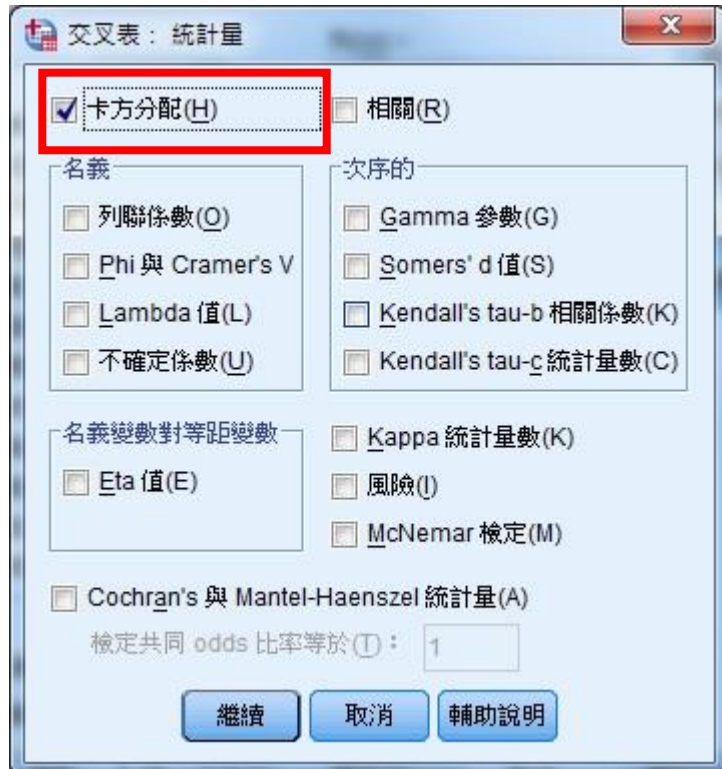 交叉表： 統計量
卡方分配(H)
相關(R)
名義
列聯係數(O)
Phi 與 Cramer's V
Lambda 值(L)
不確定係數(U)
次序的
Gamma 參數(G)
Somers' d 值(S)
Kendall's tau-b 相關係數(K)
Kendall's tau-c 統計量數(C)
名義變數對等距變數
Eta 值(E)
Kappa 統計量數(K)
風險(I)
McNemar 檢定(M)
Cochran's 與 Mantel-Haenszel 統計量(A)
檢定共同 odds 比率等於(T)： 1
繼續 取消 輔助說明